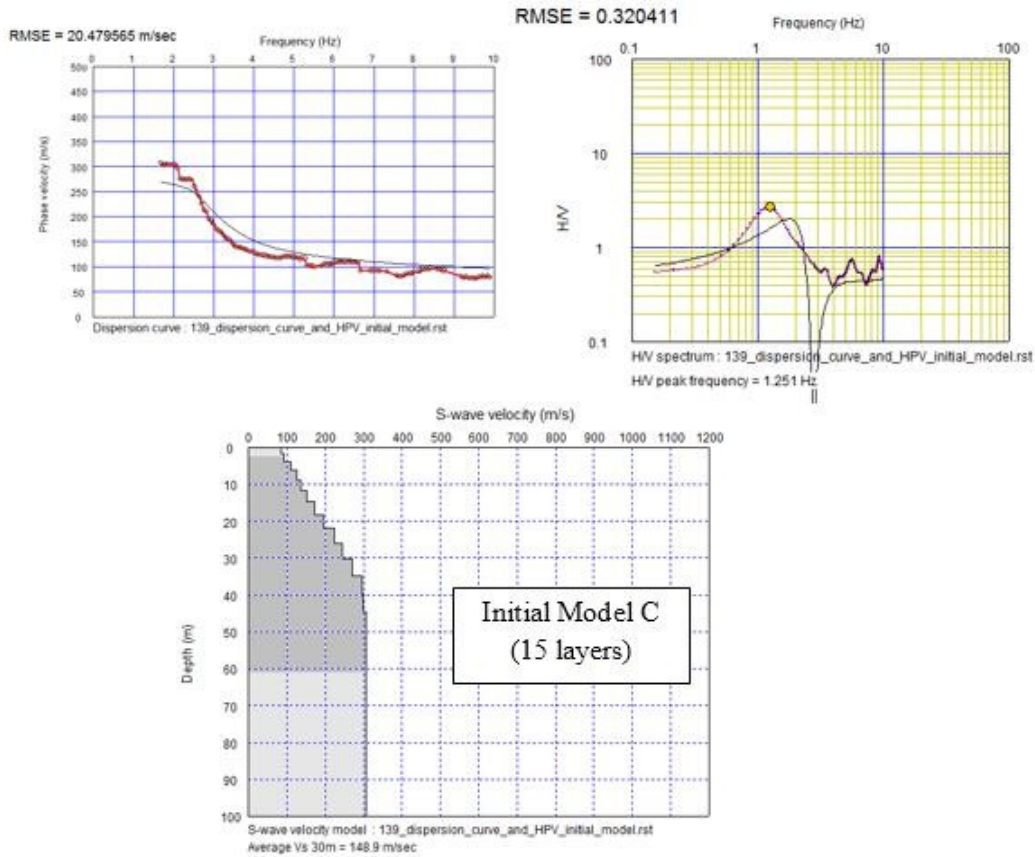 RMSE = 20.479565 m/sec
Frequency (Hz)
0 1 2 3 4 5 6 7 8 9 10
500
450
400
350
300
250
200
150
100
50
0
Phase velocity (m/s)
Dispersion curve : 139_dispersion_curve_and_HPV_initial_model.rst
RMSE = 0.320411
Frequency (Hz)
0.1 1 10 100
100
10
1
0.1
H/V
H/V spectrum : 139_dispersion_curve_and_HPV_initial_model.rst
H/V peak frequency = 1.251 Hz
S-wave velocity (m/s)
0 100 200 300 400 500 600 700 800 900 1000 1100 1200
0
10
20
30
40
50
60
70
80
90
100
Depth (m)
Initial Model C
(15 layers)
S-wave velocity model : 139_dispersion_curve_and_HPV_initial_model.rst
Average Vs 30m = 148.9 m/sec